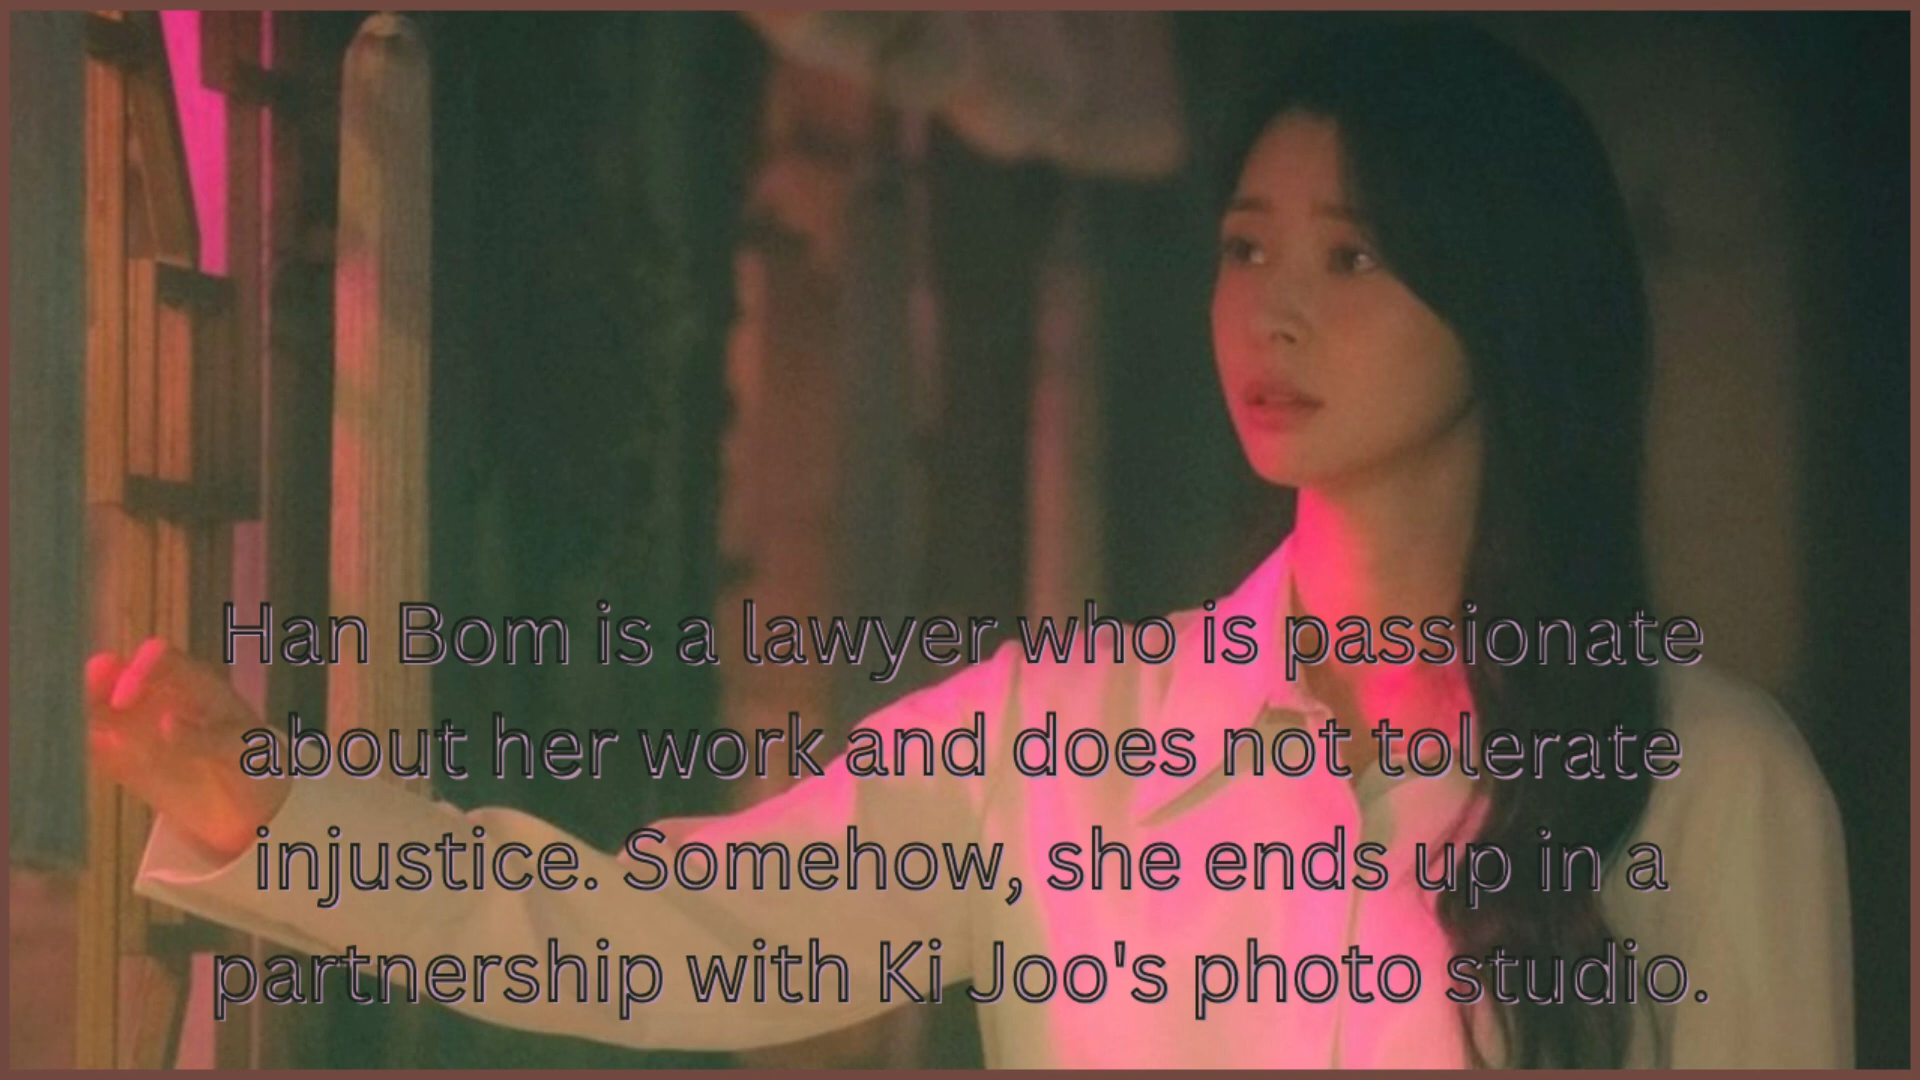 Han Bom is a lawyer who is passionate
about her work and does not tolerate
injustice. Somehow, she ends up in a
partnership with Ki Joo's photo studio.